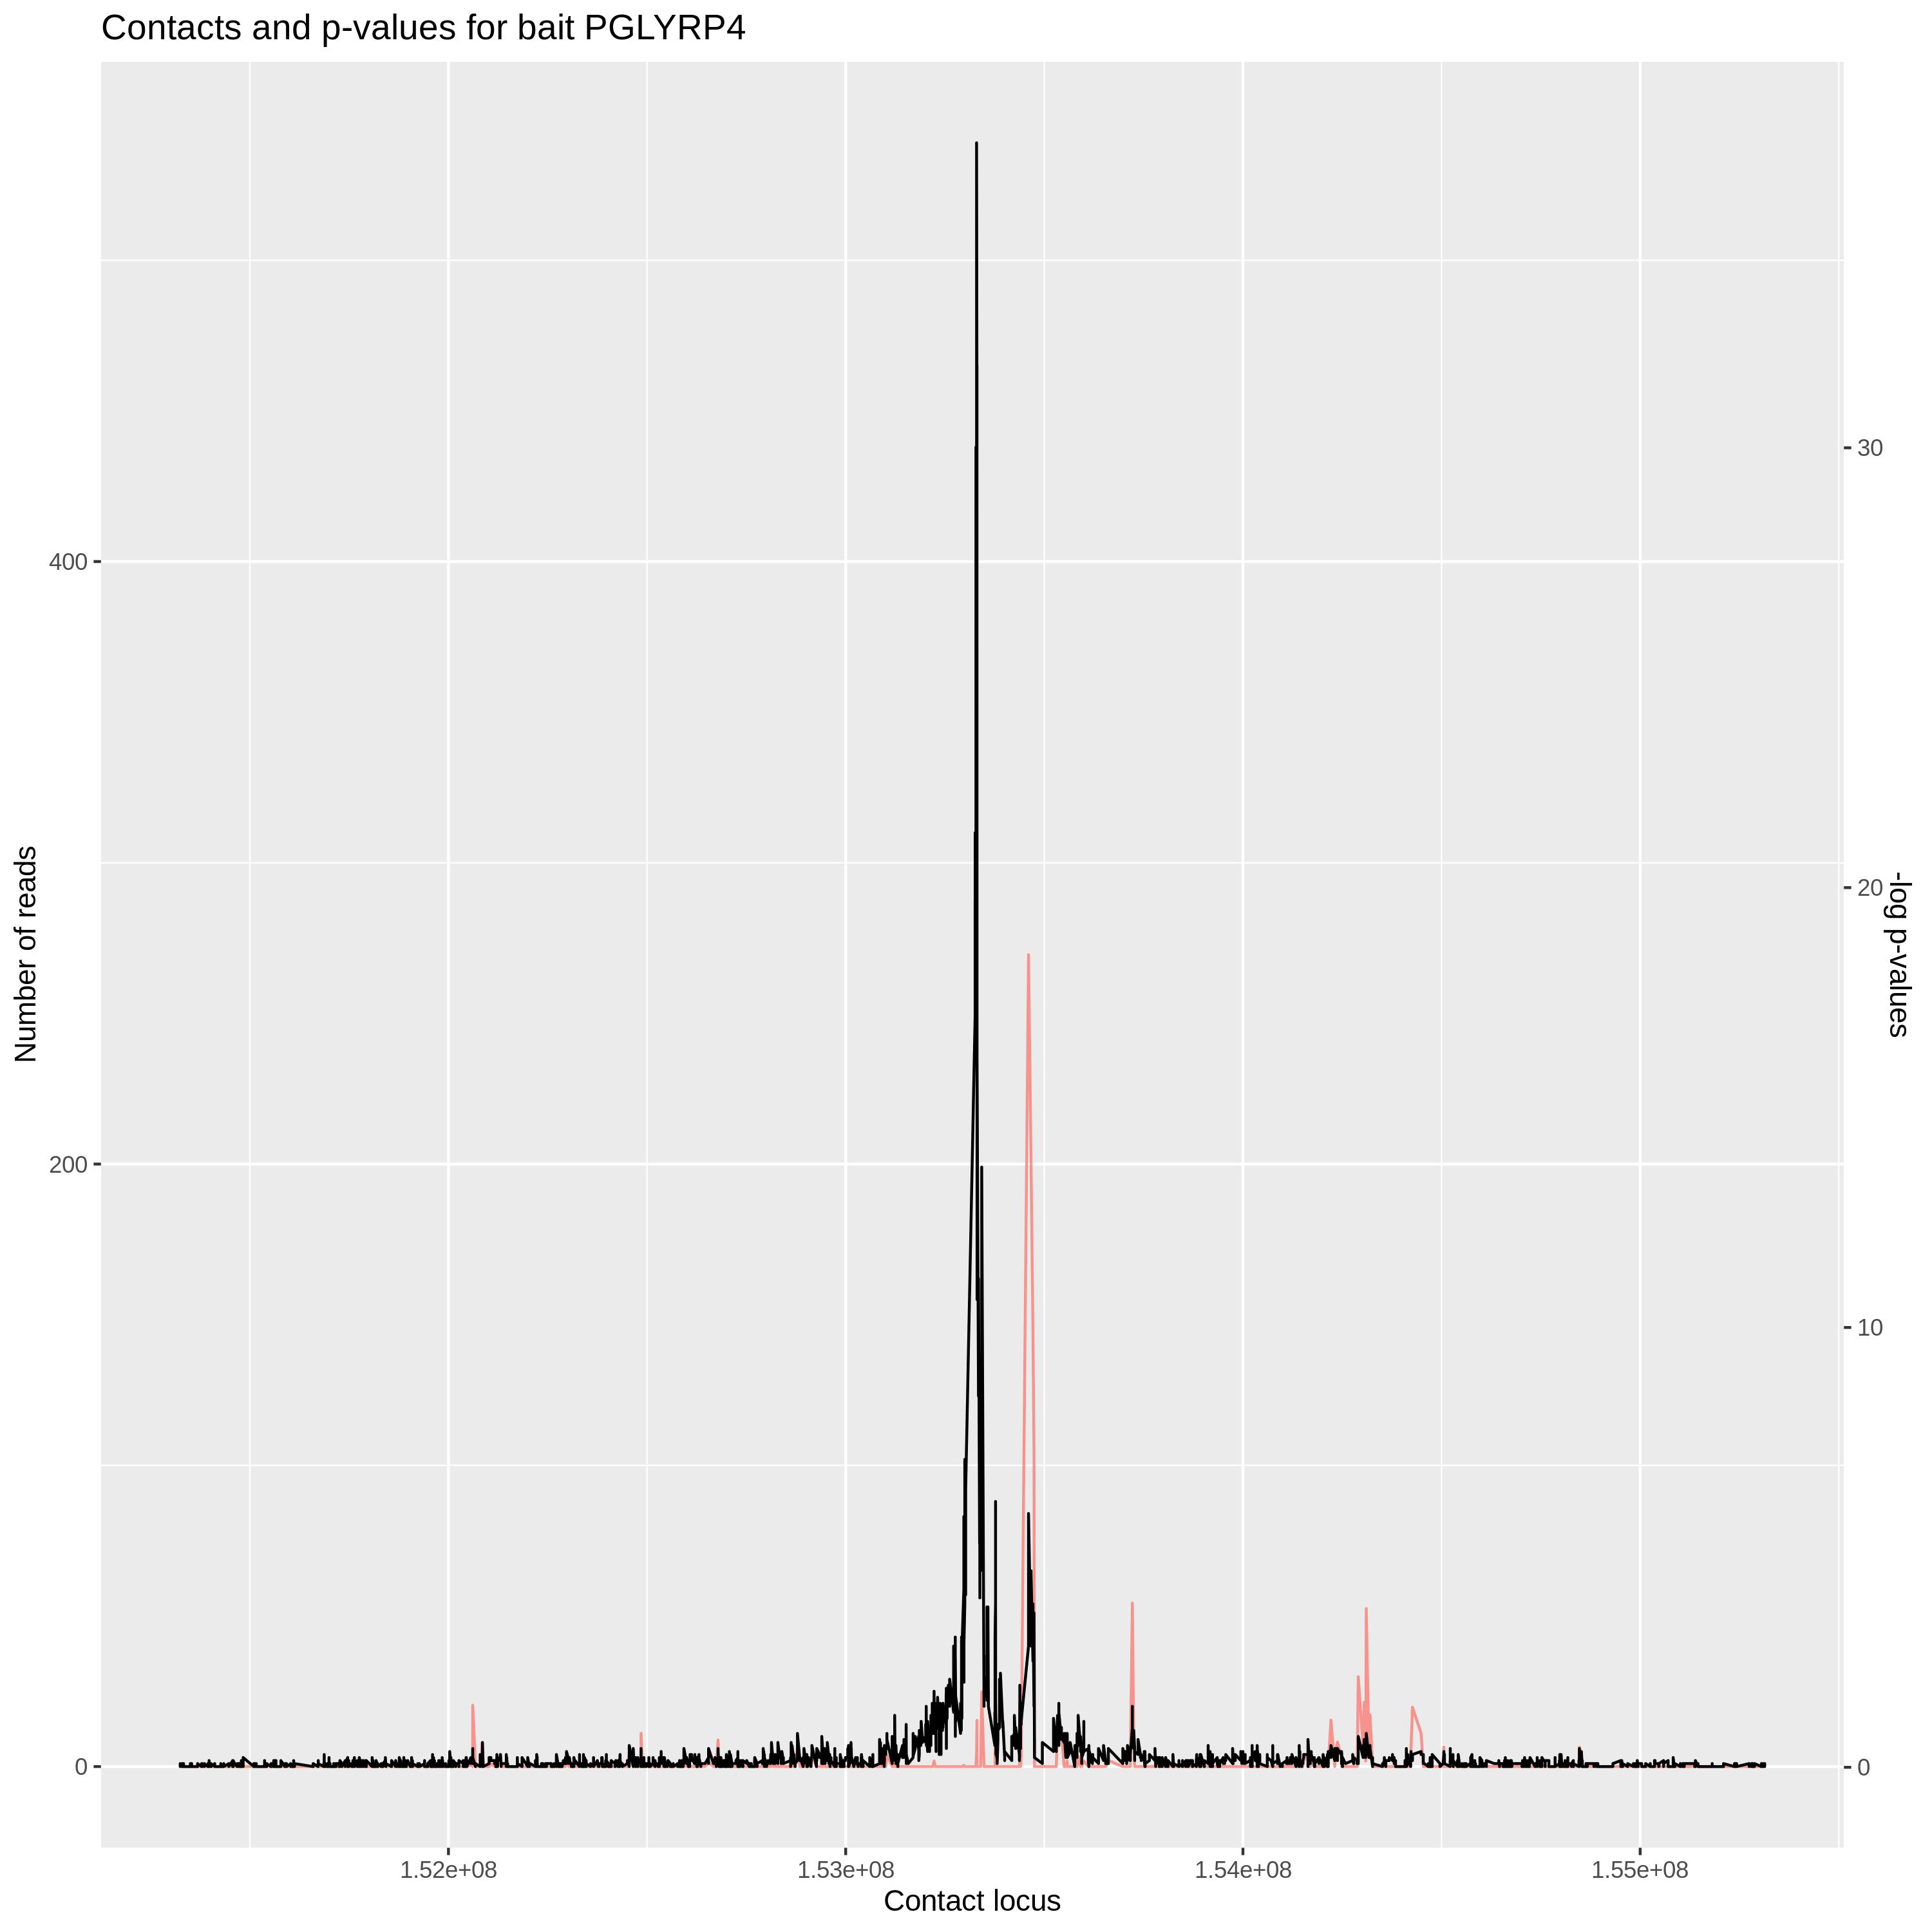 Contacts and p-values for bait PGLYRP4
Number of reads
400
200
0
30
20
10
0
-log p-values
1.52e+08
1.53e+08
1.54e+08
1.55e+08
Contact locus